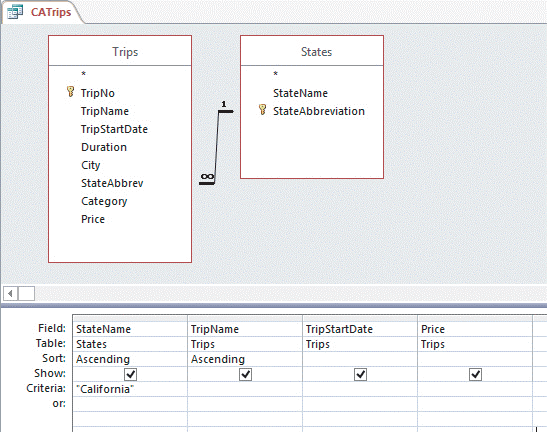 CATrips
Trips
*
TripNo
TripName
TripStartDate
Duration
City
StateAbbrev
Category
Price
States
*
StateName
StateAbbreviation
1
∞
Field: StateName TripName TripStartDate Price
Table: States Trips Trips Trips
Sort: Ascending Ascending
Show:
Criteria: "California"
or: